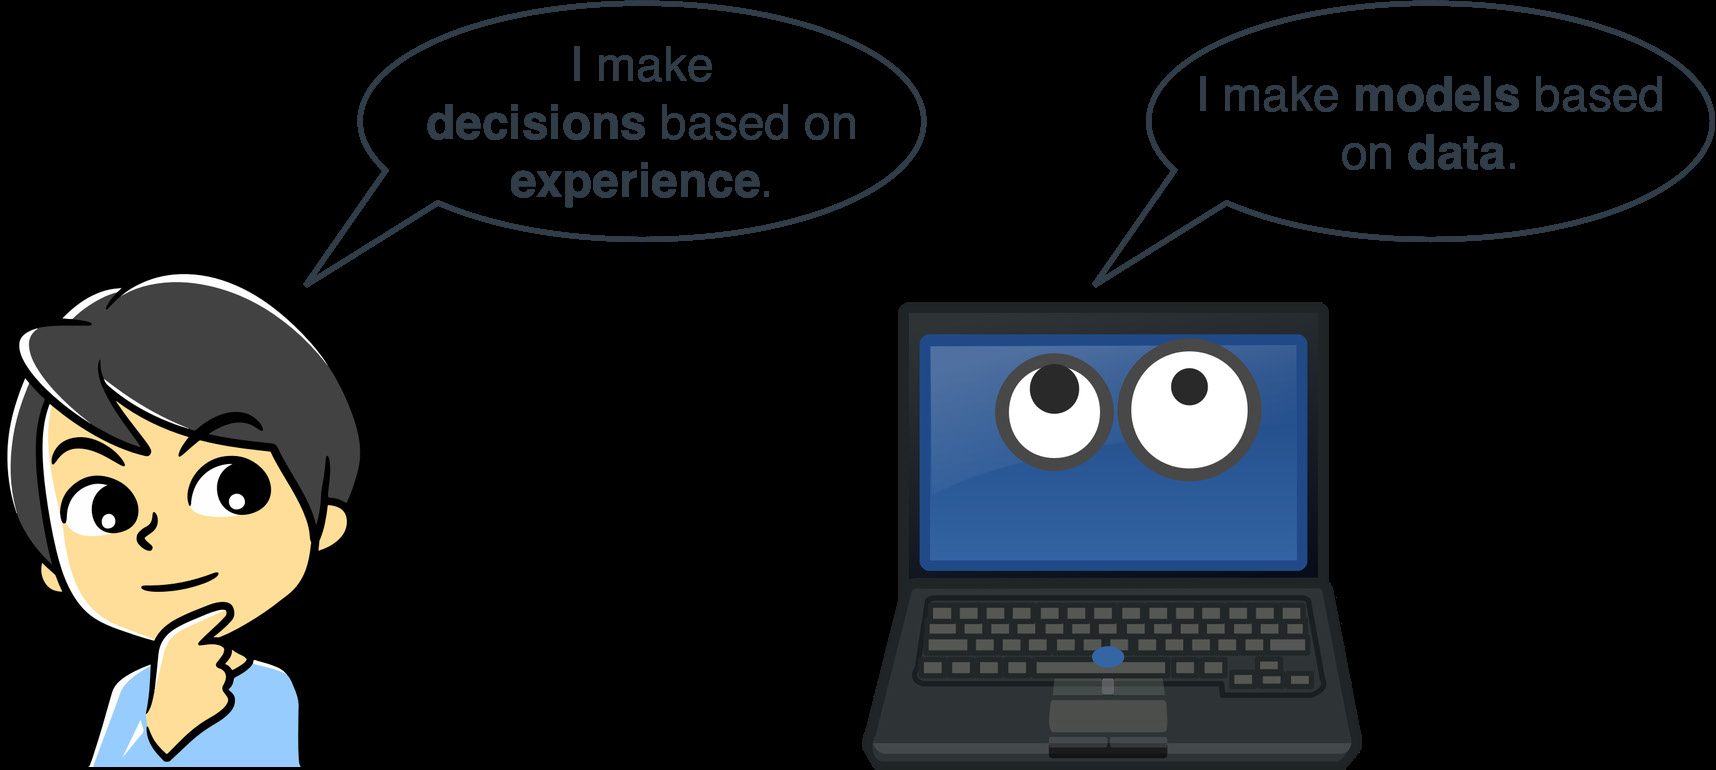 I make
decisions based on
experience.
I make models based
on data.